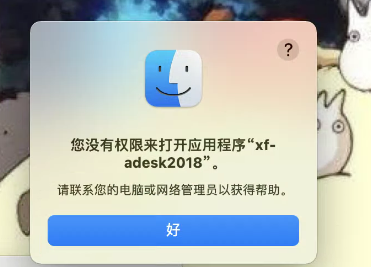 ?
您没有权限来打开应用程序“xf-
adesk2018”。
请联系您的电脑或网络管理员以获得帮助。
好